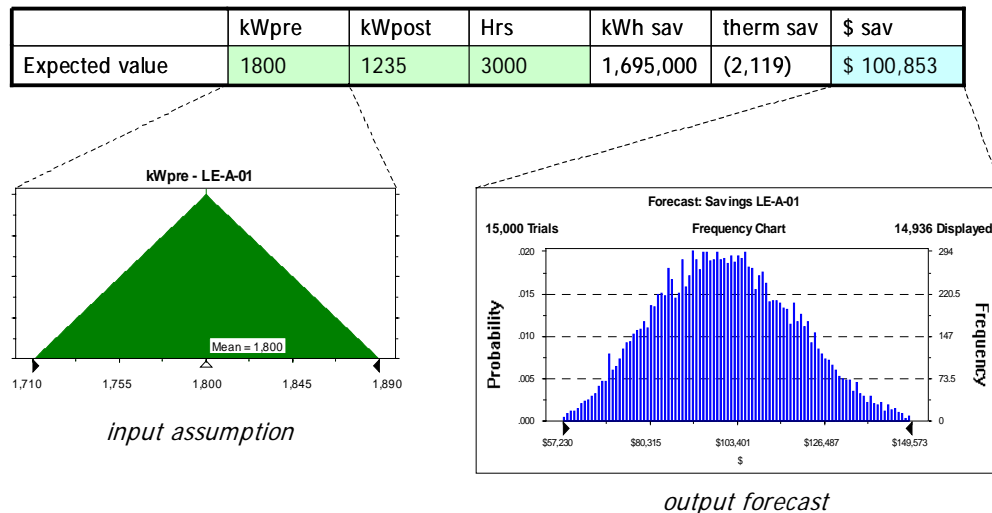 kWpre kWpost Hrs kWh sav therm sav $ sav
Expected value 1800 1235 3000 1,695,000 (2,119) $ 100,853
kWpre - LE-A-01
Mean = 1,800
1,710 1,755 1,800 1,845 1,890
input assumption
Forecast: Savings LE-A-01
15,000 Trials Frequency Chart 14,936 Displayed
Probability
.020
.015
.010
.005
.000
294
220.5
147
73.5
0
Frequency
$57,230 $80,315 $103,401 $126,487 $149,573
$
output forecast